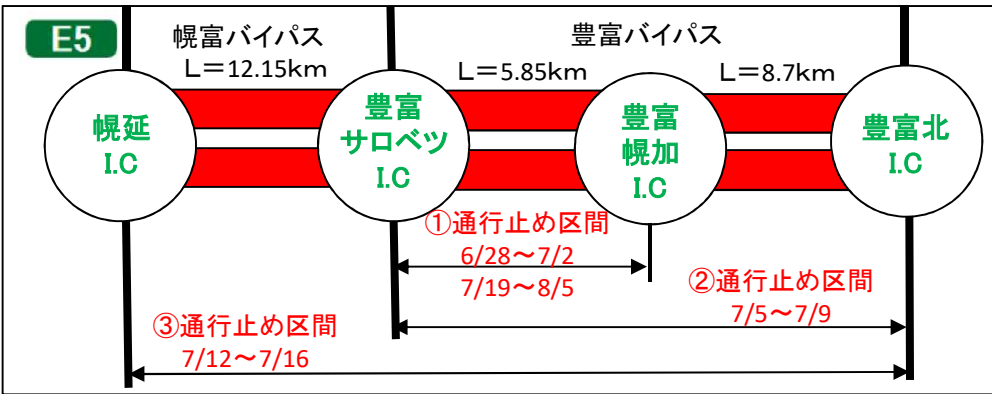 E5
幌富バイパス
L＝12.15km
豊富バイパス
L＝5.85km
L＝8.7km
幌延
I.C
豊富
サロベツ
I.C
豊富
幌加
I.C
豊富北
I.C
①通行止め区間
6/28～7/2
7/19～8/5
②通行止め区間
7/5～7/9
③通行止め区間
7/12～7/16